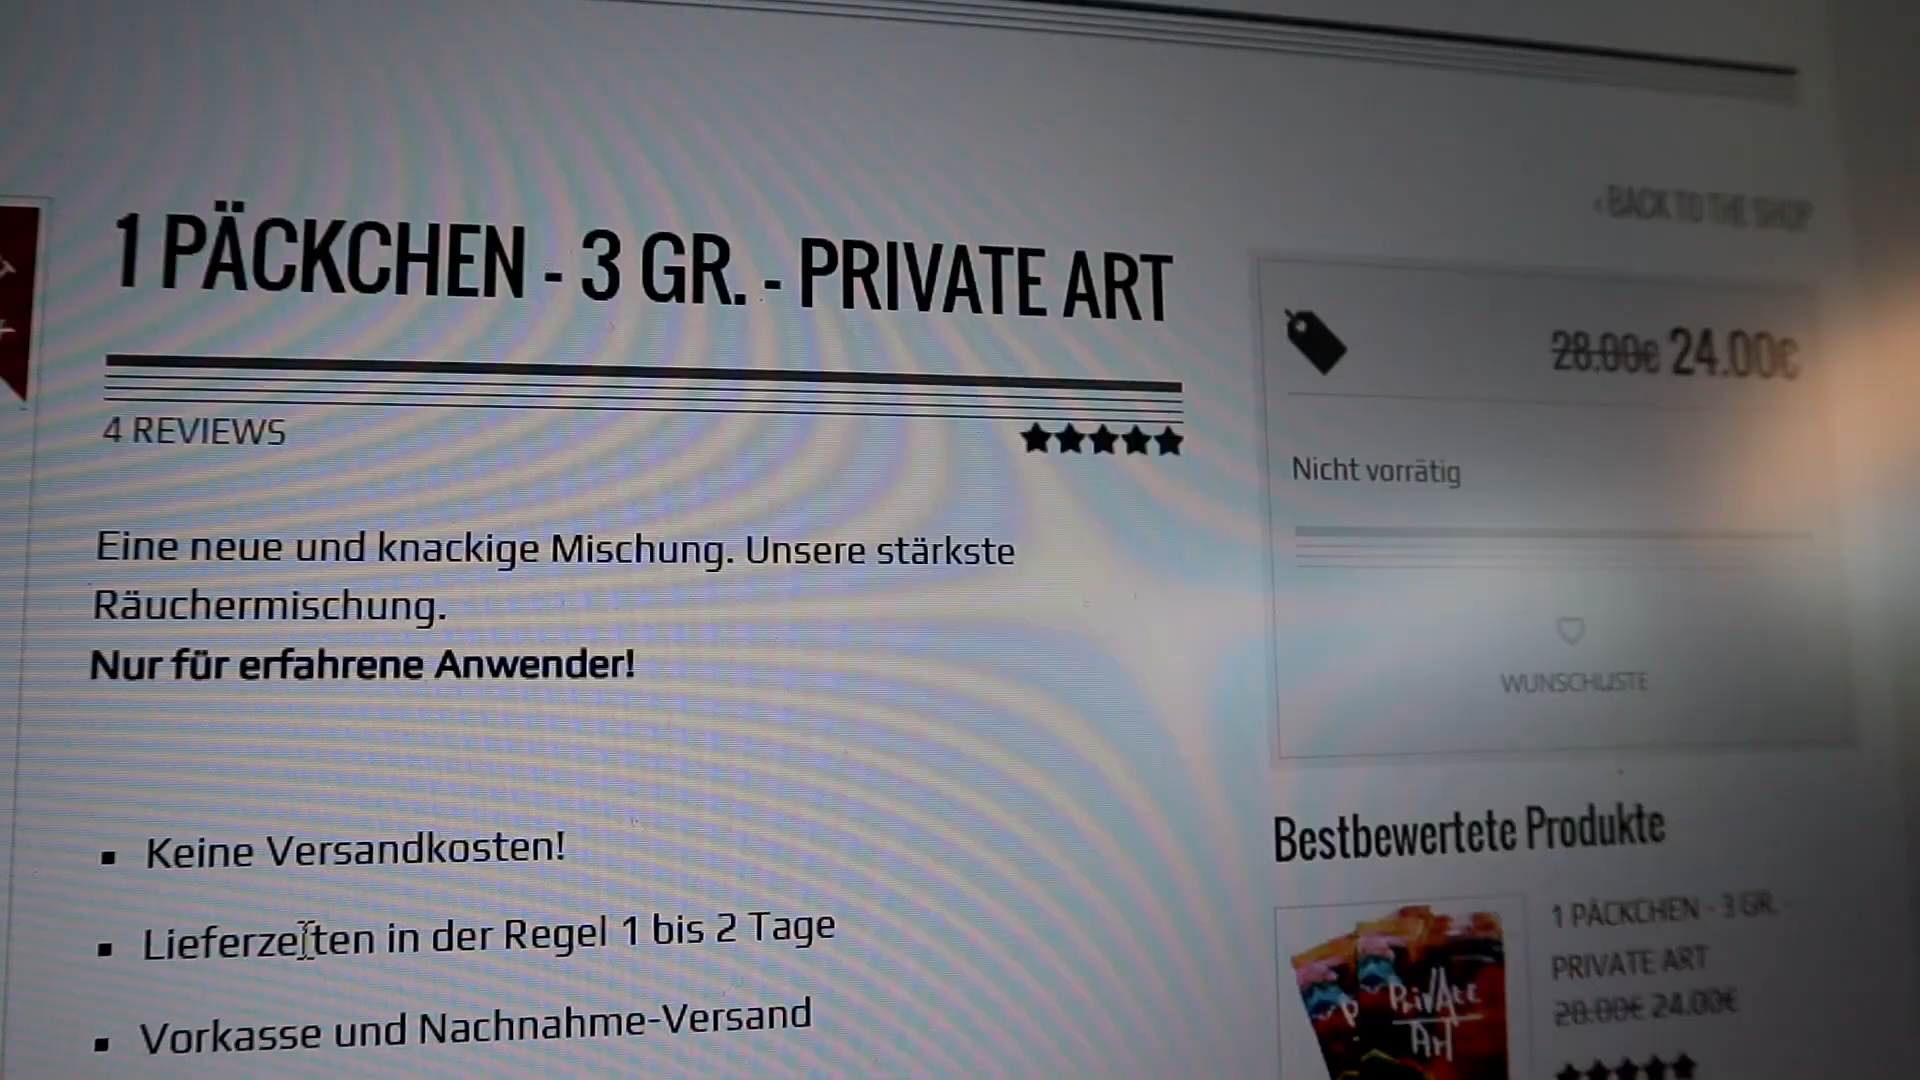 ‹ BACK TO THE SHOP
1 PÄCKCHEN - 3 GR. - PRIVATE ART
28.00€ 24.00€
4 REVIEWS
Nicht vorrätig
Eine neue und knackige Mischung. Unsere stärkste
Räuchermischung.
Nur für erfahrene Anwender!
WUNSCHLISTE
Keine Versandkosten!
Lieferzeiten in der Regel 1 bis 2 Tage
Vorkasse und Nachnahme-Versand
Bestbewertete Produkte
1 PÄCKCHEN - 3 GR. -
PRIVATE ART
28.00€ 24.00€
Private
Art